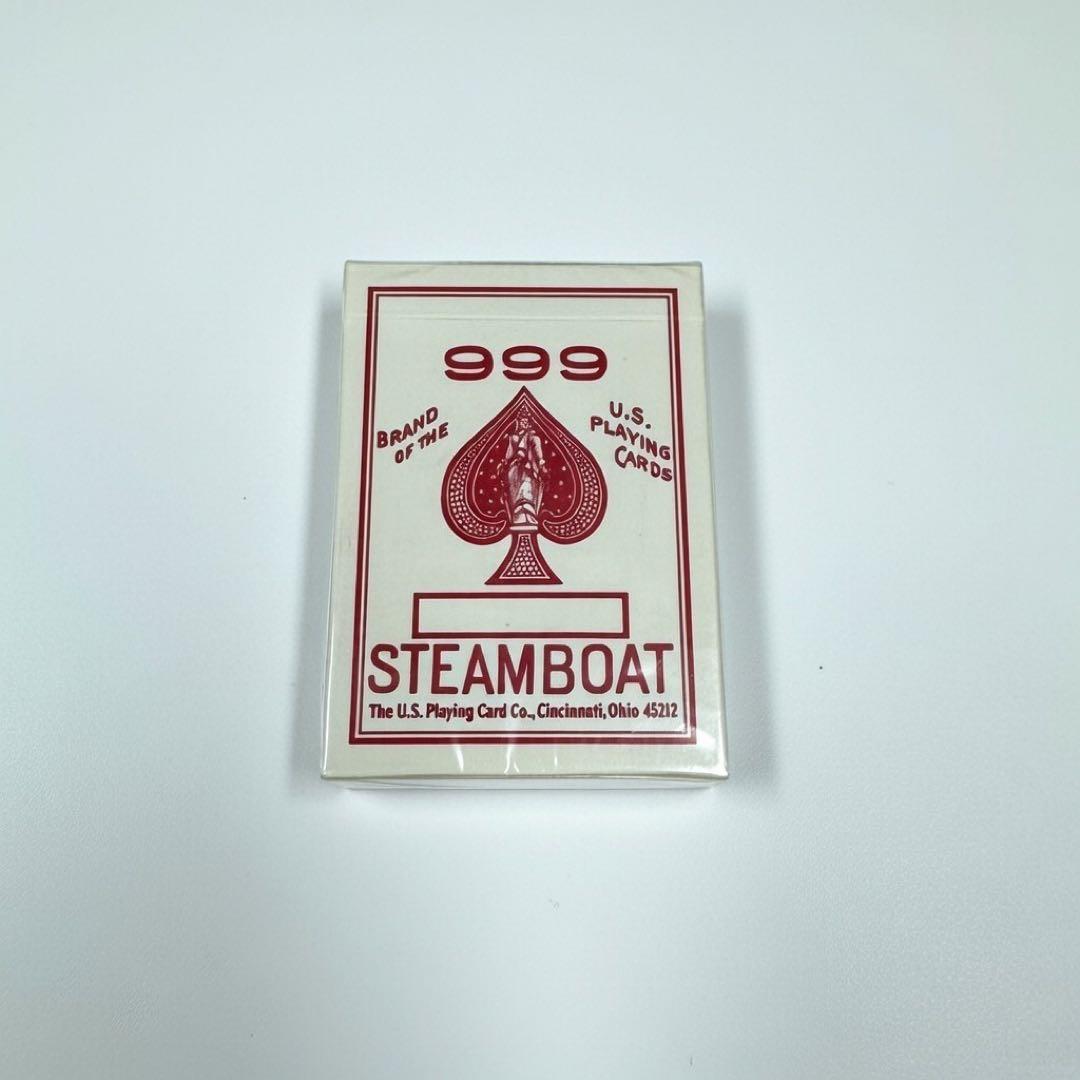 999
BRAND
OF THE
U.S.
PLAYING
CARDS
STEAMBOAT
The U.S. Playing Card Co., Cincinnati, Ohio 45212